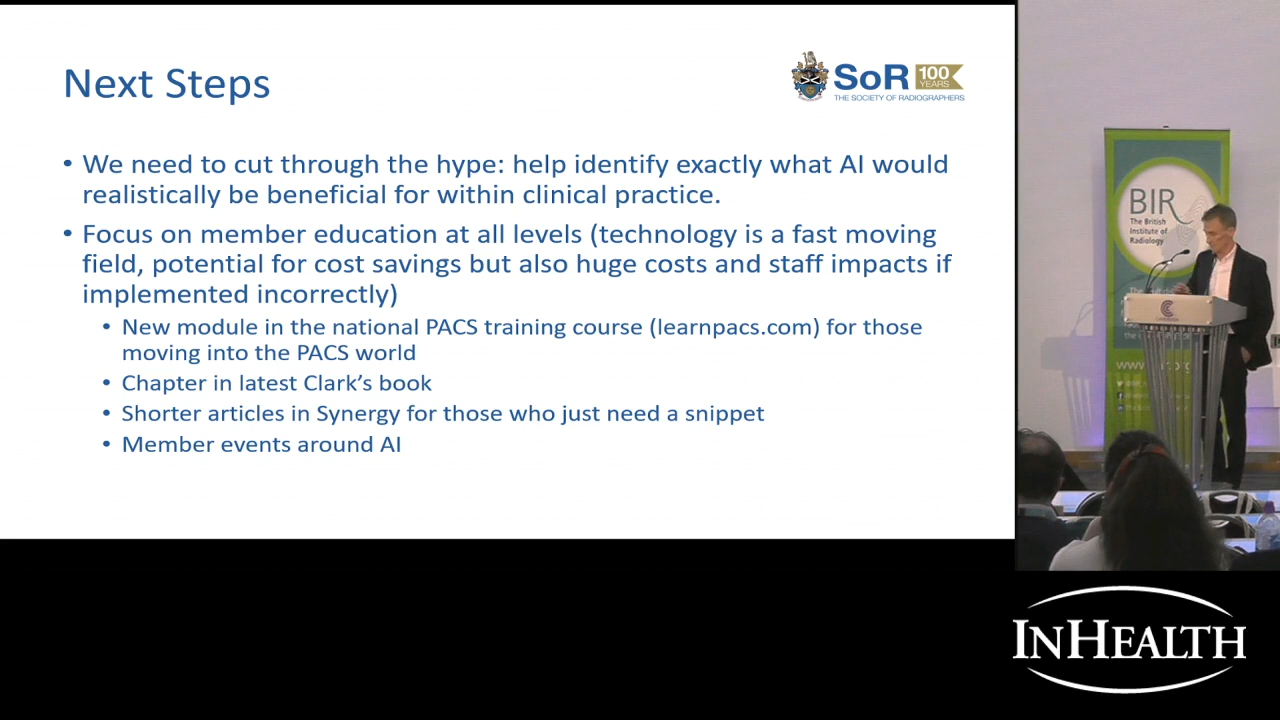 Next Steps
SoR 100 YEARS
THE SOCIETY OF RADIOGRAPHERS
• We need to cut through the hype: help identify exactly what AI would
realistically be beneficial for within clinical practice.
• Focus on member education at all levels (technology is a fast moving
field, potential for cost savings but also huge costs and staff impacts if
implemented incorrectly)
• New module in the national PACS training course (learnpacs.com) for those
moving into the PACS world
• Chapter in latest Clark's book
• Shorter articles in Synergy for those who just need a snippet
• Member events around AI
BIR
The British
Institute of
Radiology
INHEALTH